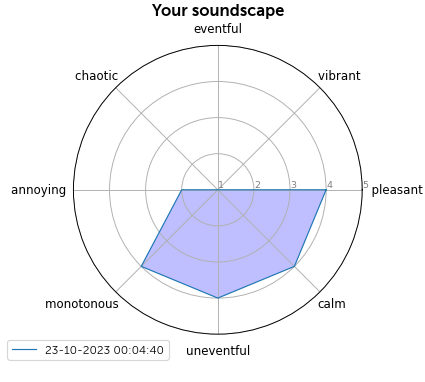 Your soundscape
eventful
chaotic
vibrant
annoying
1 2 3 4 5
pleasant
monotonous
calm
uneventful
23-10-2023 00:04:40